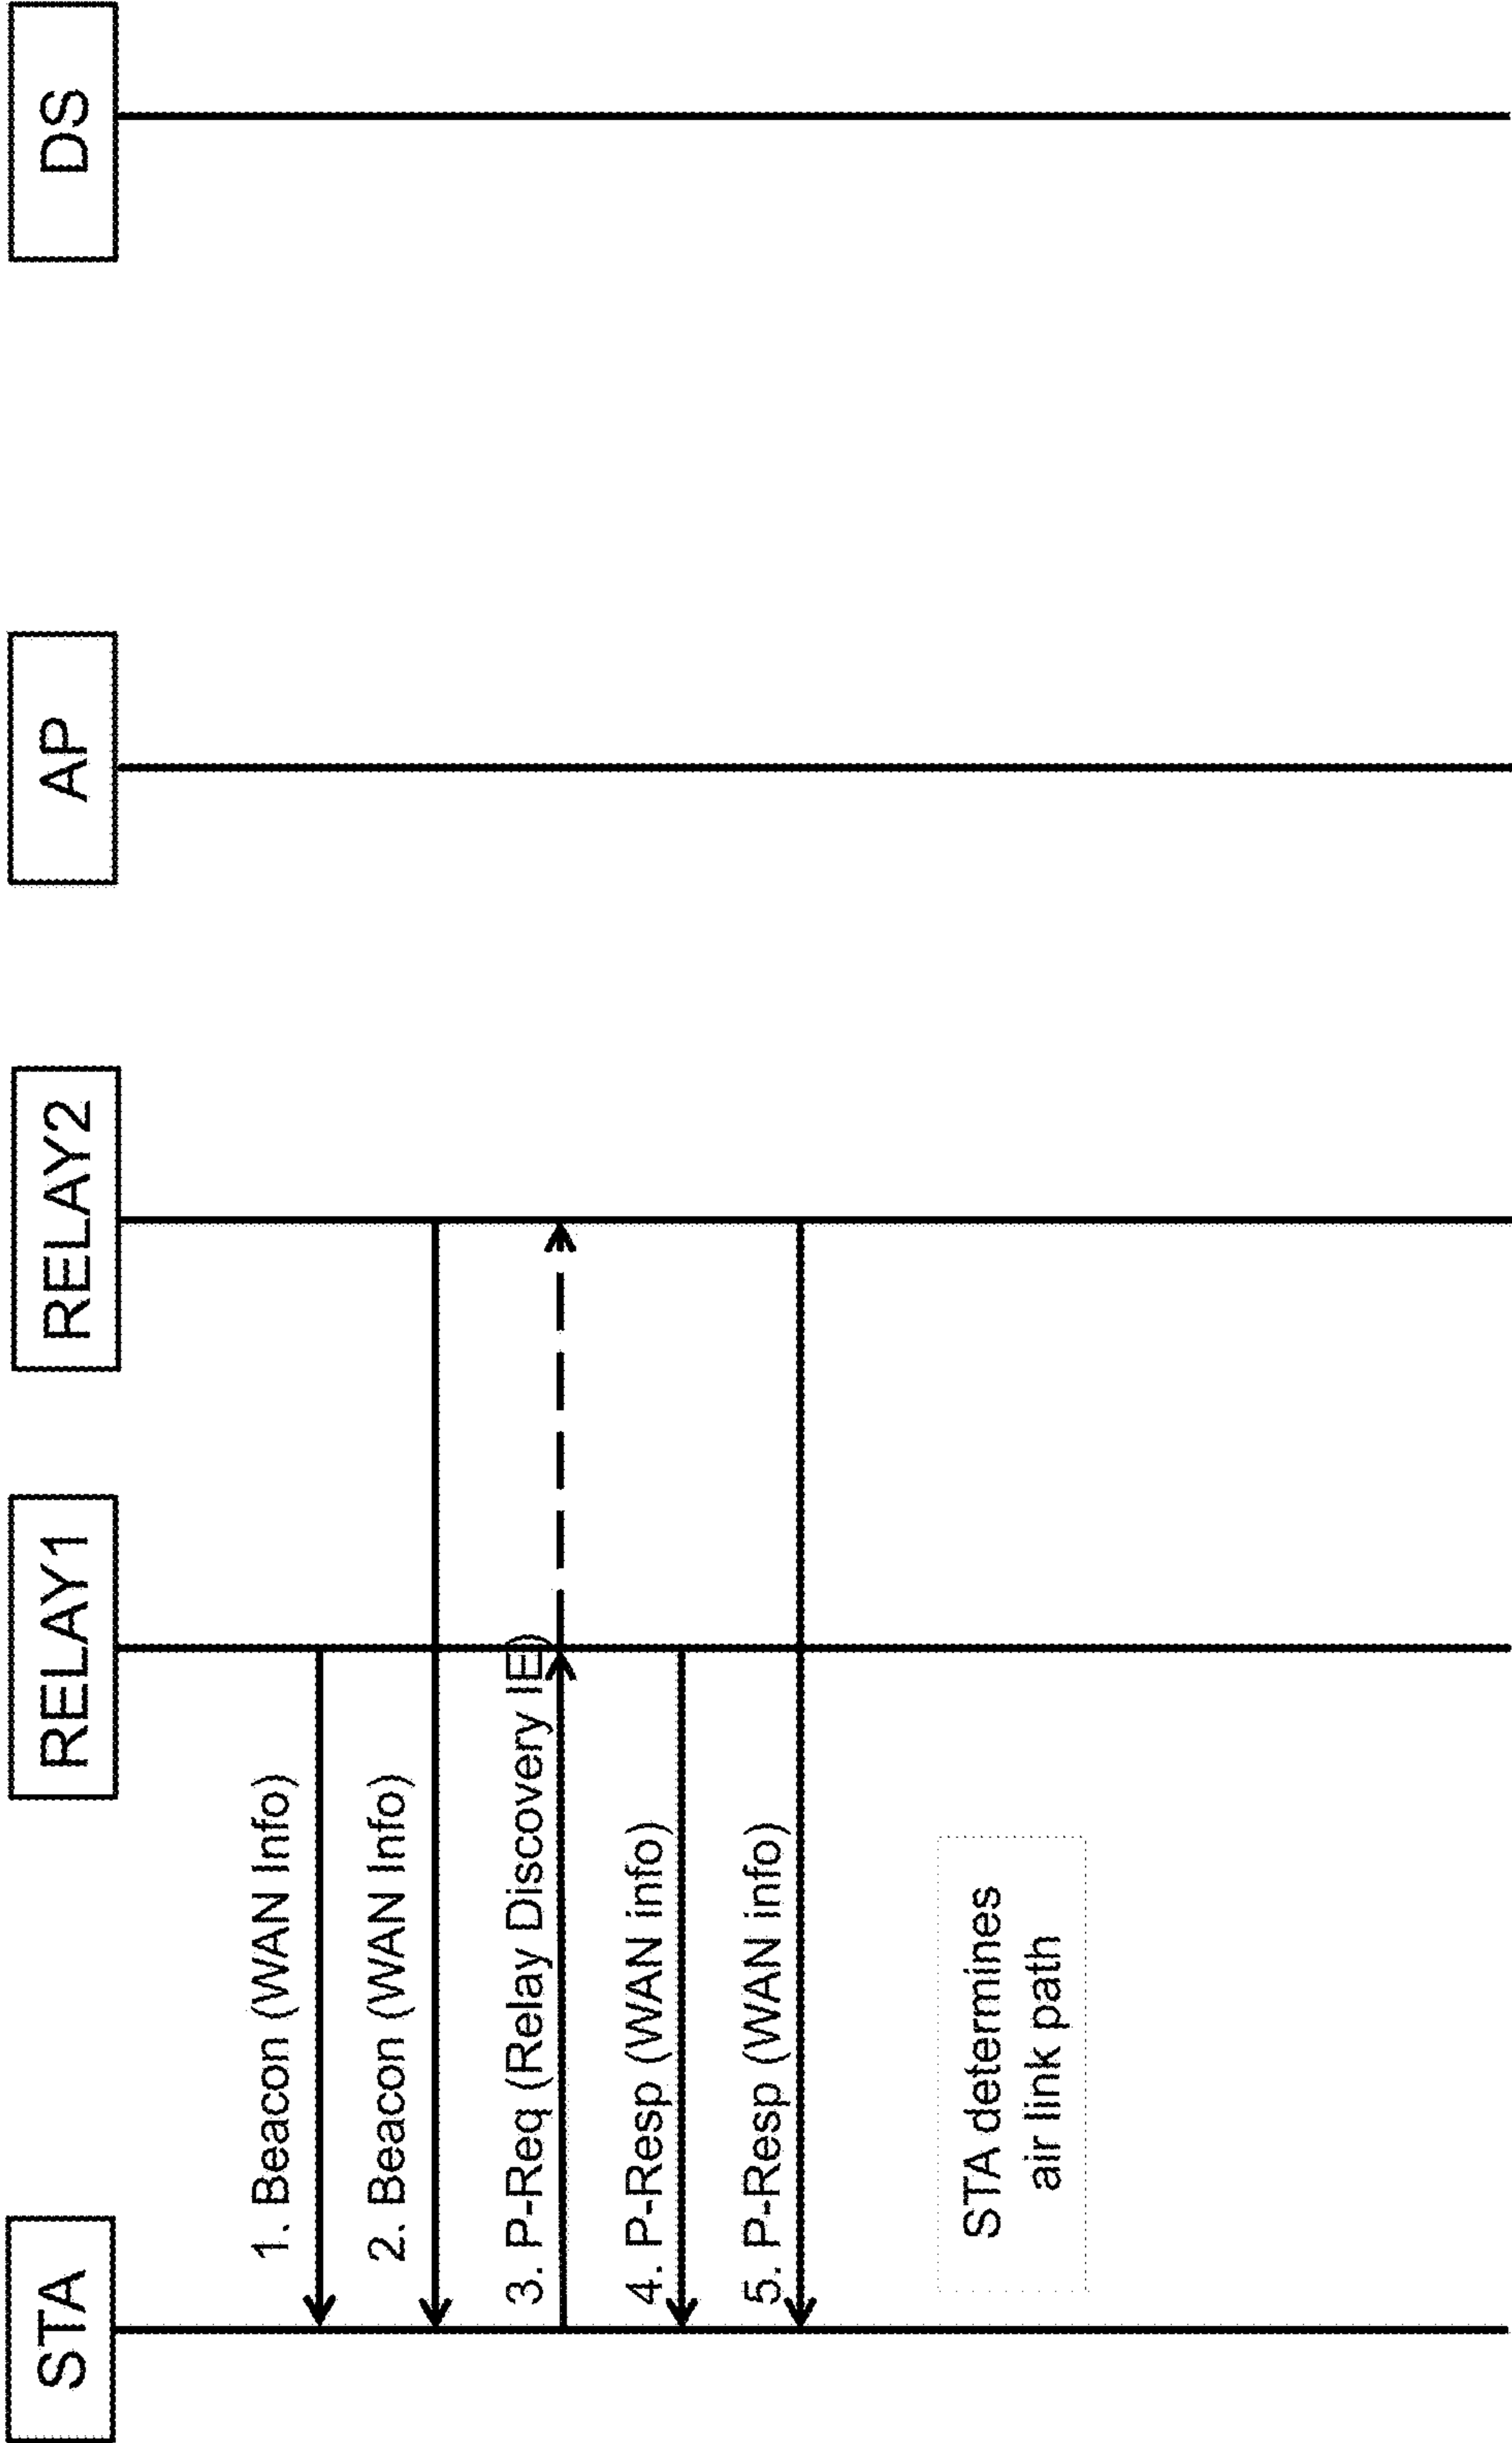 STA
RELAY1
RELAY2
AP
DS
1. Beacon (WAN Info)
2. Beacon (WAN Info)
3. P-Req (Relay Discovery IE)
4. P-Resp (WAN info)
5. P-Resp (WAN info)
STA determines
air link path